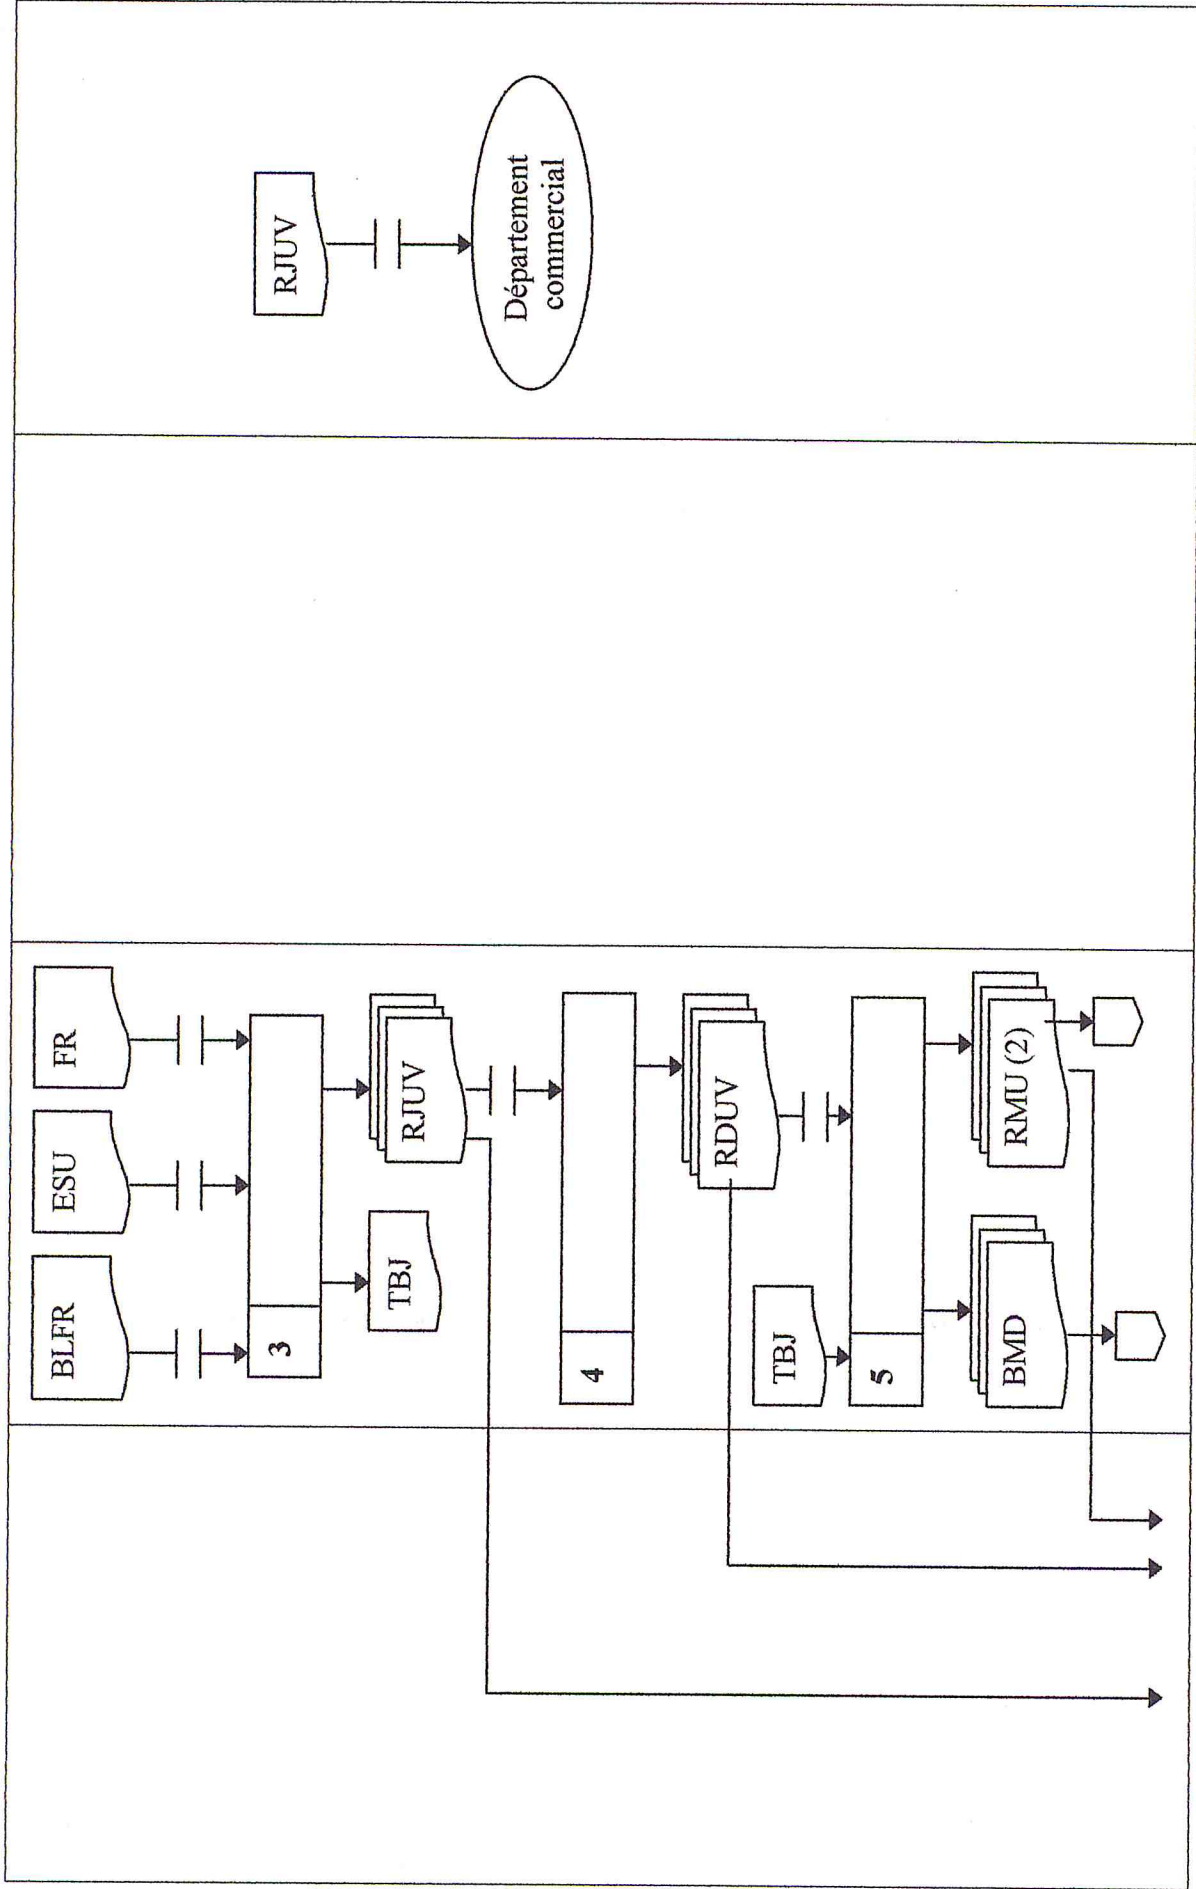 BLFR
ESU
FR
RJUV
3
TBJ
RJUV
Département
commercial
4
RDUV
TBJ
5
BMD
RMU (2)